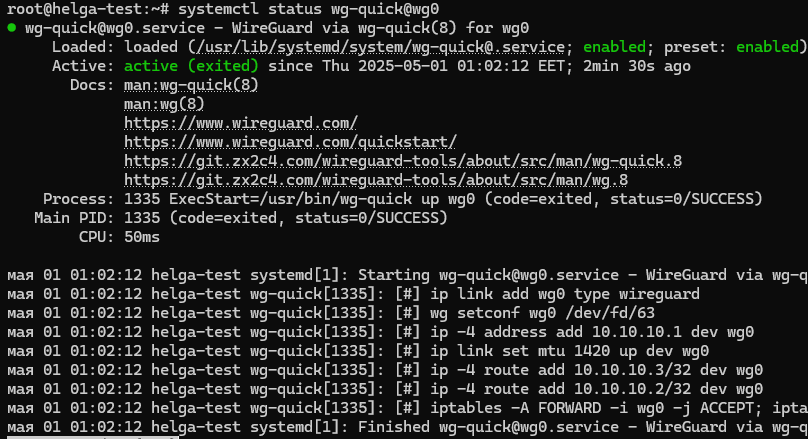 root@helga-test:~# systemctl status wg-quick@wg0
● wg-quick@wg0.service - WireGuard via wg-quick(8) for wg0
Loaded: loaded (/usr/lib/systemd/system/wg-quick@.service; enabled; preset: enabled)
Active: active (exited) since Thu 2025-05-01 01:02:12 EET; 2min 30s ago
Docs: man:wg-quick(8)
man:wg(8)
https://www.wireguard.com/
https://www.wireguard.com/quickstart/
https://git.zx2c4.com/wireguard-tools/about/src/man/wg-quick.8
https://git.zx2c4.com/wireguard-tools/about/src/man/wg.8
Process: 1335 ExecStart=/usr/bin/wg-quick up wg0 (code=exited, status=0/SUCCESS)
Main PID: 1335 (code=exited, status=0/SUCCESS)
CPU: 50ms
мая 01 01:02:12 helga-test systemd[1]: Starting wg-quick@wg0.service - WireGuard via wg-q
мая 01 01:02:12 helga-test wg-quick[1335]: [#] ip link add wg0 type wireguard
мая 01 01:02:12 helga-test wg-quick[1335]: [#] wg setconf wg0 /dev/fd/63
мая 01 01:02:12 helga-test wg-quick[1335]: [#] ip -4 address add 10.10.10.1 dev wg0
мая 01 01:02:12 helga-test wg-quick[1335]: [#] ip link set mtu 1420 up dev wg0
мая 01 01:02:12 helga-test wg-quick[1335]: [#] ip -4 route add 10.10.10.3/32 dev wg0
мая 01 01:02:12 helga-test wg-quick[1335]: [#] ip -4 route add 10.10.10.2/32 dev wg0
мая 01 01:02:12 helga-test wg-quick[1335]: [#] iptables -A FORWARD -i wg0 -j ACCEPT; ipta
мая 01 01:02:12 helga-test systemd[1]: Finished wg-quick@wg0.service - WireGuard via wg-q